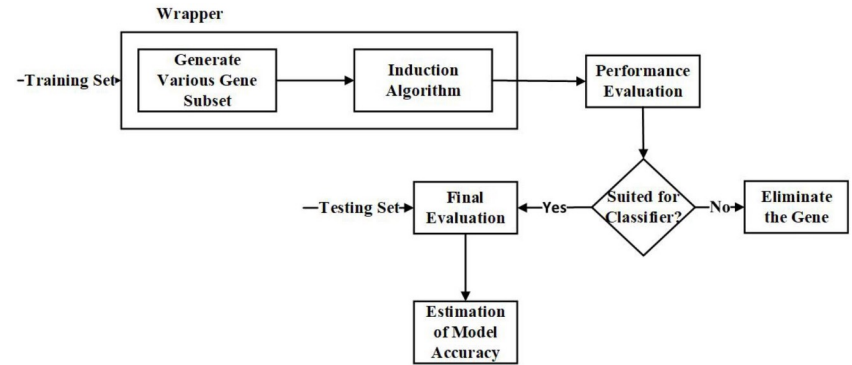 Wrapper
Training Set
Generate
Various Gene
Subset
Induction
Algorithm
Performance
Evaluation
Testing Set
Final
Evaluation
Yes
Suited for
Classifier?
No
Eliminate
the Gene
Estimation
of Model
Accuracy